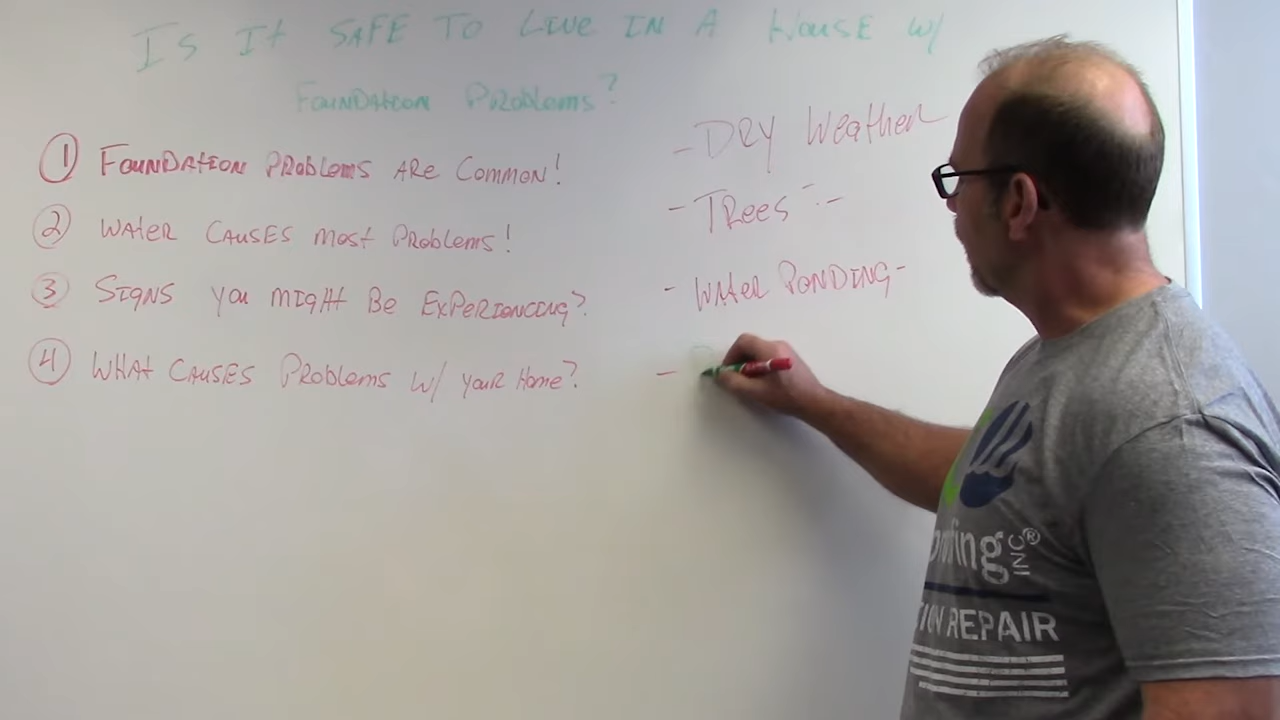 Is It SAFE TO LIVE IN A House w/
FOUNDATION PROBLEMS?
1 FOUNDATION PROBLEMS ARE COMMON!
2 WATER CAUSES MOST PROBLEMS!
3 SIGNS YOU MIGHT BE EXPERIENCING?
4 WHAT CAUSES PROBLEMS W/ YOUR Home?
- DRY Weather
- TRees -
- WATER PONDING -
-
INC®
REPAIR